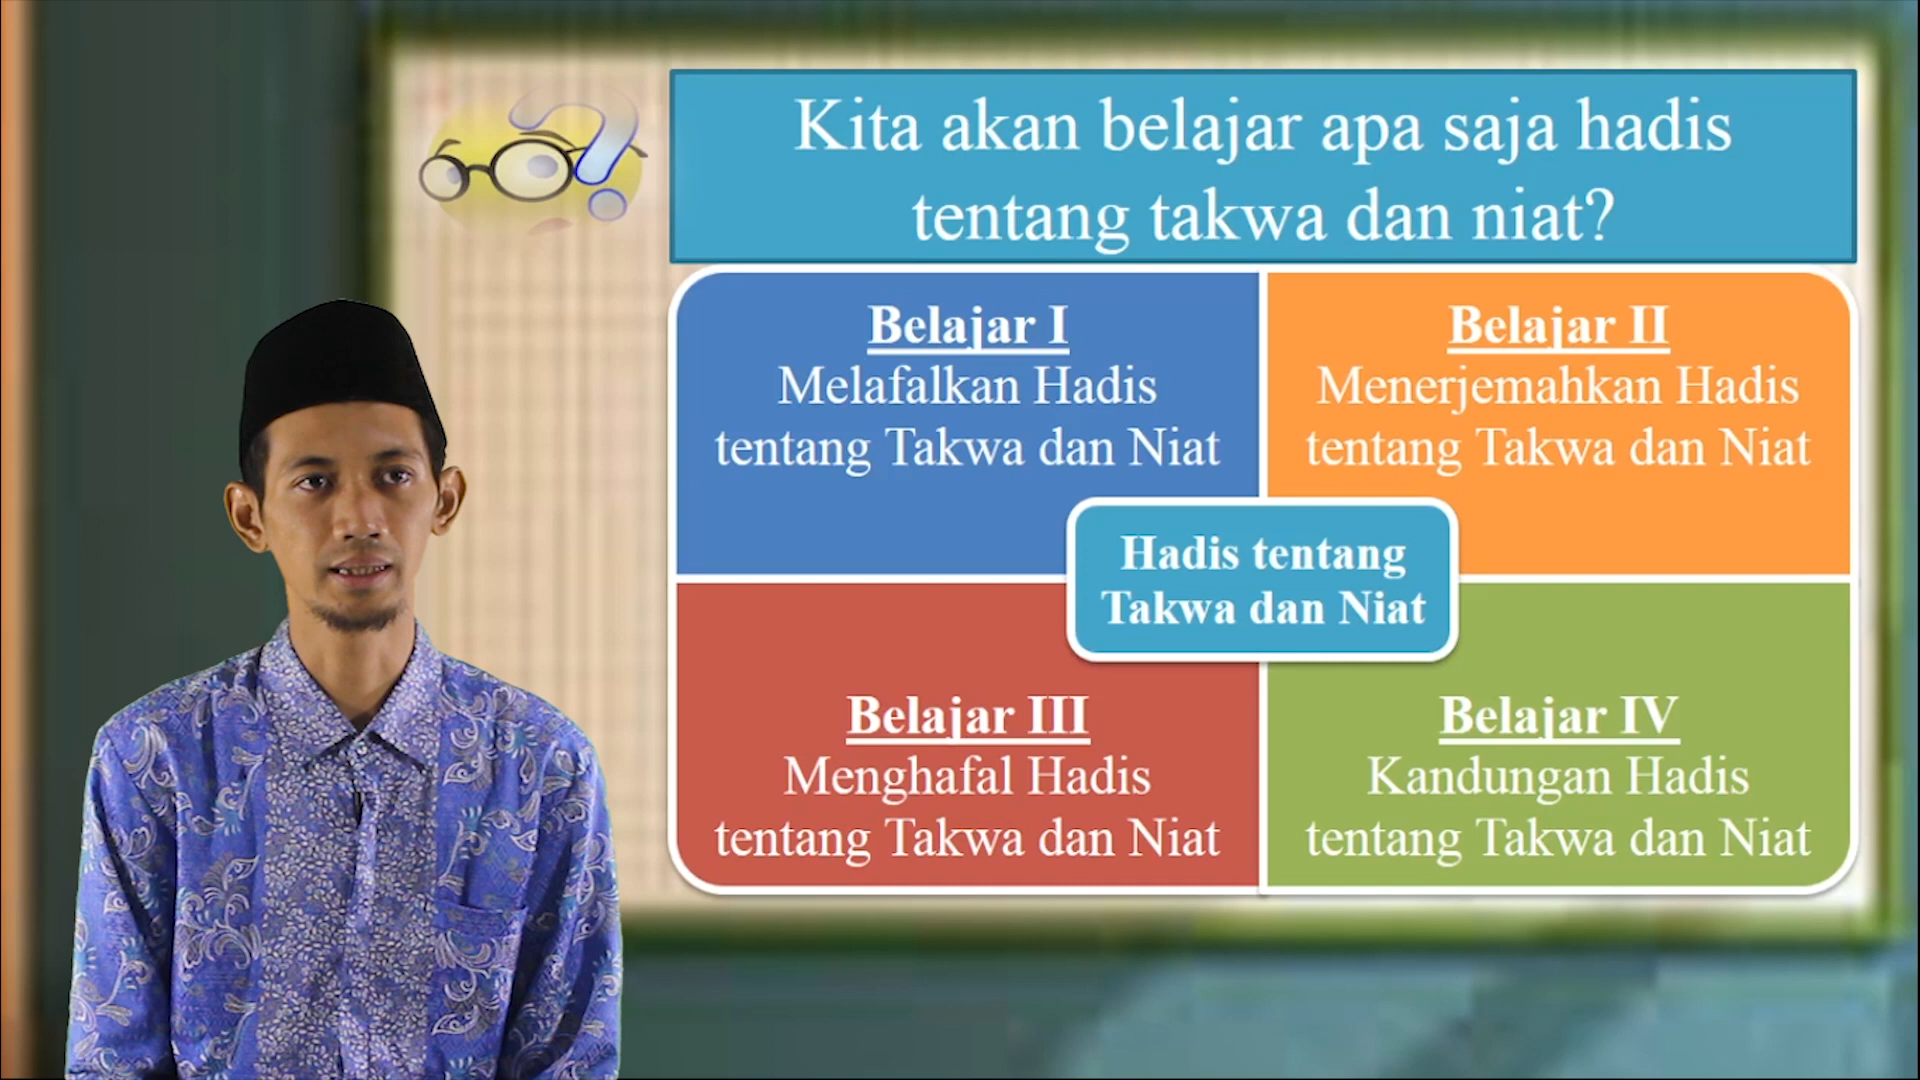 Kita akan belajar apa saja hadis
tentang takwa dan niat?
Belajar I
Melafalkan Hadis
tentang Takwa dan Niat
Belajar II
Menerjemahkan Hadis
tentang Takwa dan Niat
Hadis tentang
Takwa dan Niat
Belajar III
Menghafal Hadis
tentang Takwa dan Niat
Belajar IV
Kandungan Hadis
tentang Takwa dan Niat